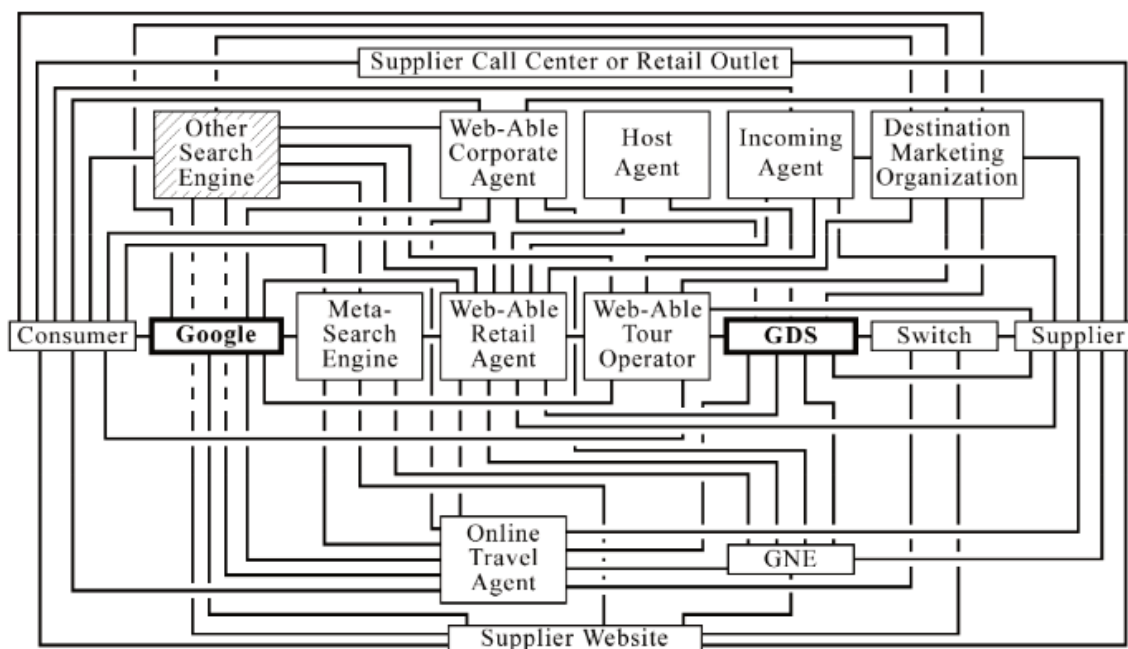 Supplier Call Center or Retail Outlet
Other
Search
Engine
Web-Able
Corporate
Agent
Host
Agent
Incoming
Agent
Destination
Marketing
Organization
Consumer
Google
Meta-
Search
Engine
Web-Able
Retail
Agent
Web-Able
Tour
Operator
GDS
Switch
Supplier
Online
Travel
Agent
GNE
Supplier Website